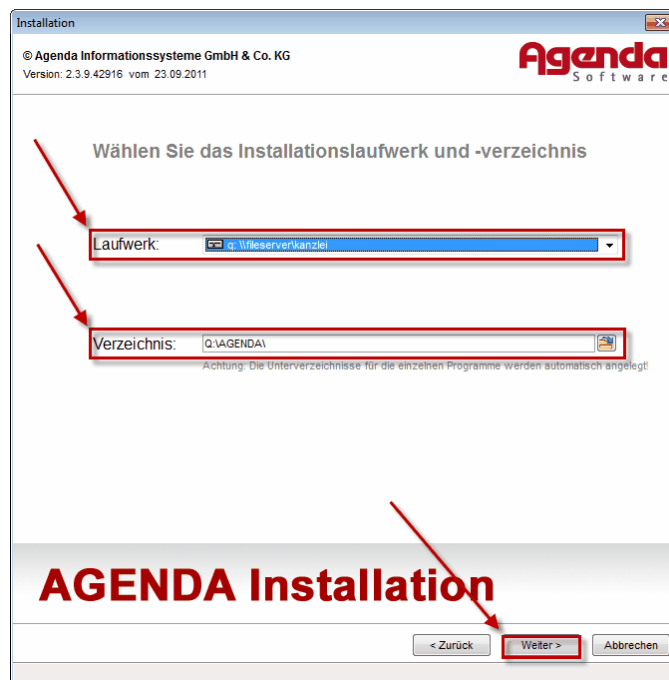 Installation
© Agenda Informationssysteme GmbH & Co. KG
Version: 2.3.9.42916 vom 23.09.2011
Agenda
Software
Wählen Sie das Installationslaufwerk und -verzeichnis
Laufwerk: q: \\fileserver\kanzlei
Verzeichnis: Q:\AGENDA\
Achtung: Die Unterverzeichnisse für die einzelnen Programme werden automatisch angelegt!
AGENDA Installation
< Zurück Weiter > Abbrechen